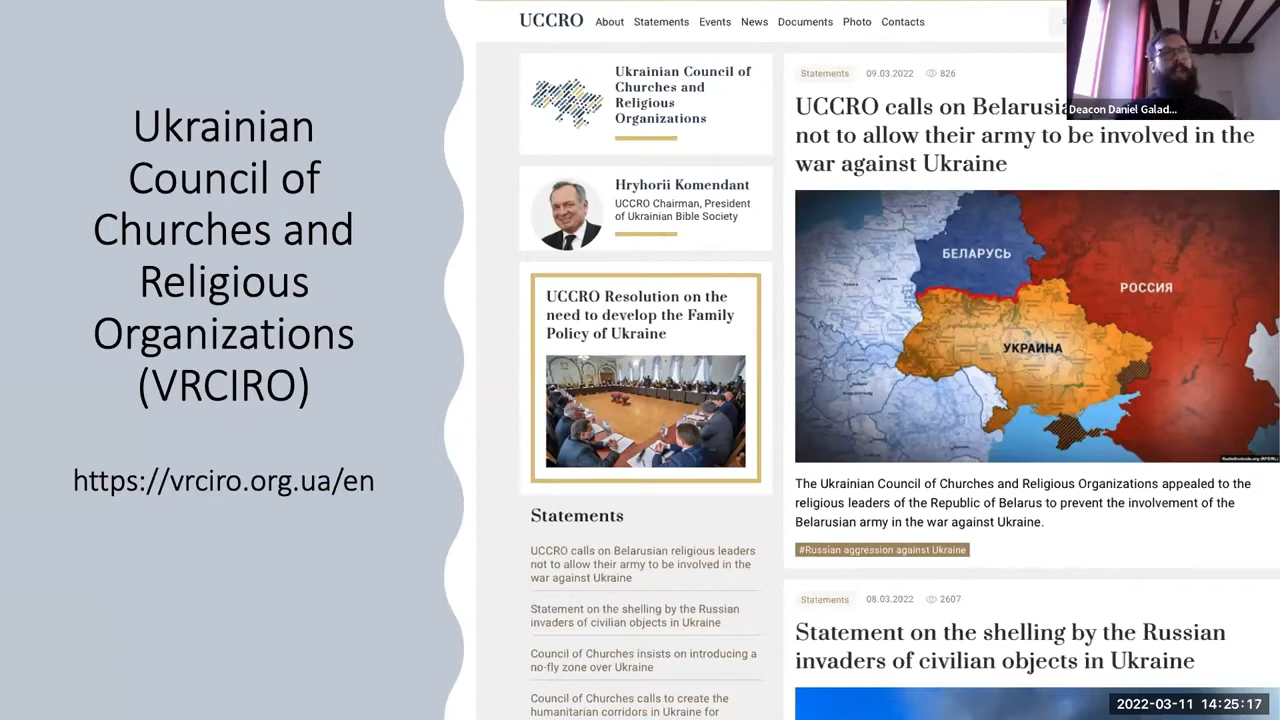 Ukrainian
Council of
Churches and
Religious
Organizations
(VRCIRO)
https://vrciro.org.ua/en
UCCRO About Statements Events News Documents Photo Contacts
Ukrainian Council of
Churches and
Religious
Organizations
Hryhorii Komendant
UCCRO Chairman, President
of Ukrainian Bible Society
UCCRO Resolution on the
need to develop the Family
Policy of Ukraine
Statements
UCCRO calls on Belarusian religious leaders
not to allow their army to be involved in the
war against Ukraine
Statement on the shelling by the Russian
invaders of civilian objects in Ukraine
Council of Churches insists on introducing a
no-fly zone over Ukraine
Council of Churches calls to create the
humanitarian corridors in Ukraine for
Statements 09.03.2022 826
UCCRO calls on Belarusia
not to allow their army to be involved in the
war against Ukraine
БЕЛАРУСЬ
РОССИЯ
УКРАИНА
The Ukrainian Council of Churches and Religious Organizations appealed to the
religious leaders of the Republic of Belarus to prevent the involvement of the
Belarusian army in the war against Ukraine.
#Russian aggression against Ukraine
Statements 08.03.2022 2607
Statement on the shelling by the Russian
invaders of civilian objects in Ukraine
Deacon Daniel Galad...
2022-03-11 14:25:17